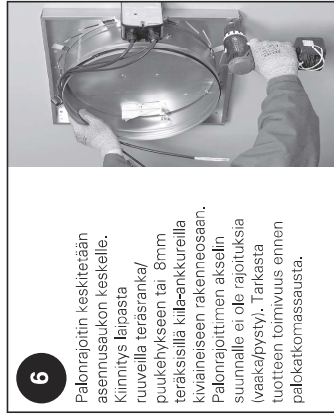 6
Palonrajoitin keskitetään
asennusaukon keskelle.
Kiinnitys laipasta
ruuveilla teräsranka/
puukehykseen tai 8mm
teräksisillä kiila-ankkureilla
kiviaineiseen rakenneosaan.
Palonrajoittimen akselin
suunnalle ei ole rajoituksia
(vaaka/pysty). Tarkasta
tuotteen toimivuus ennen
palokatkomassausta.